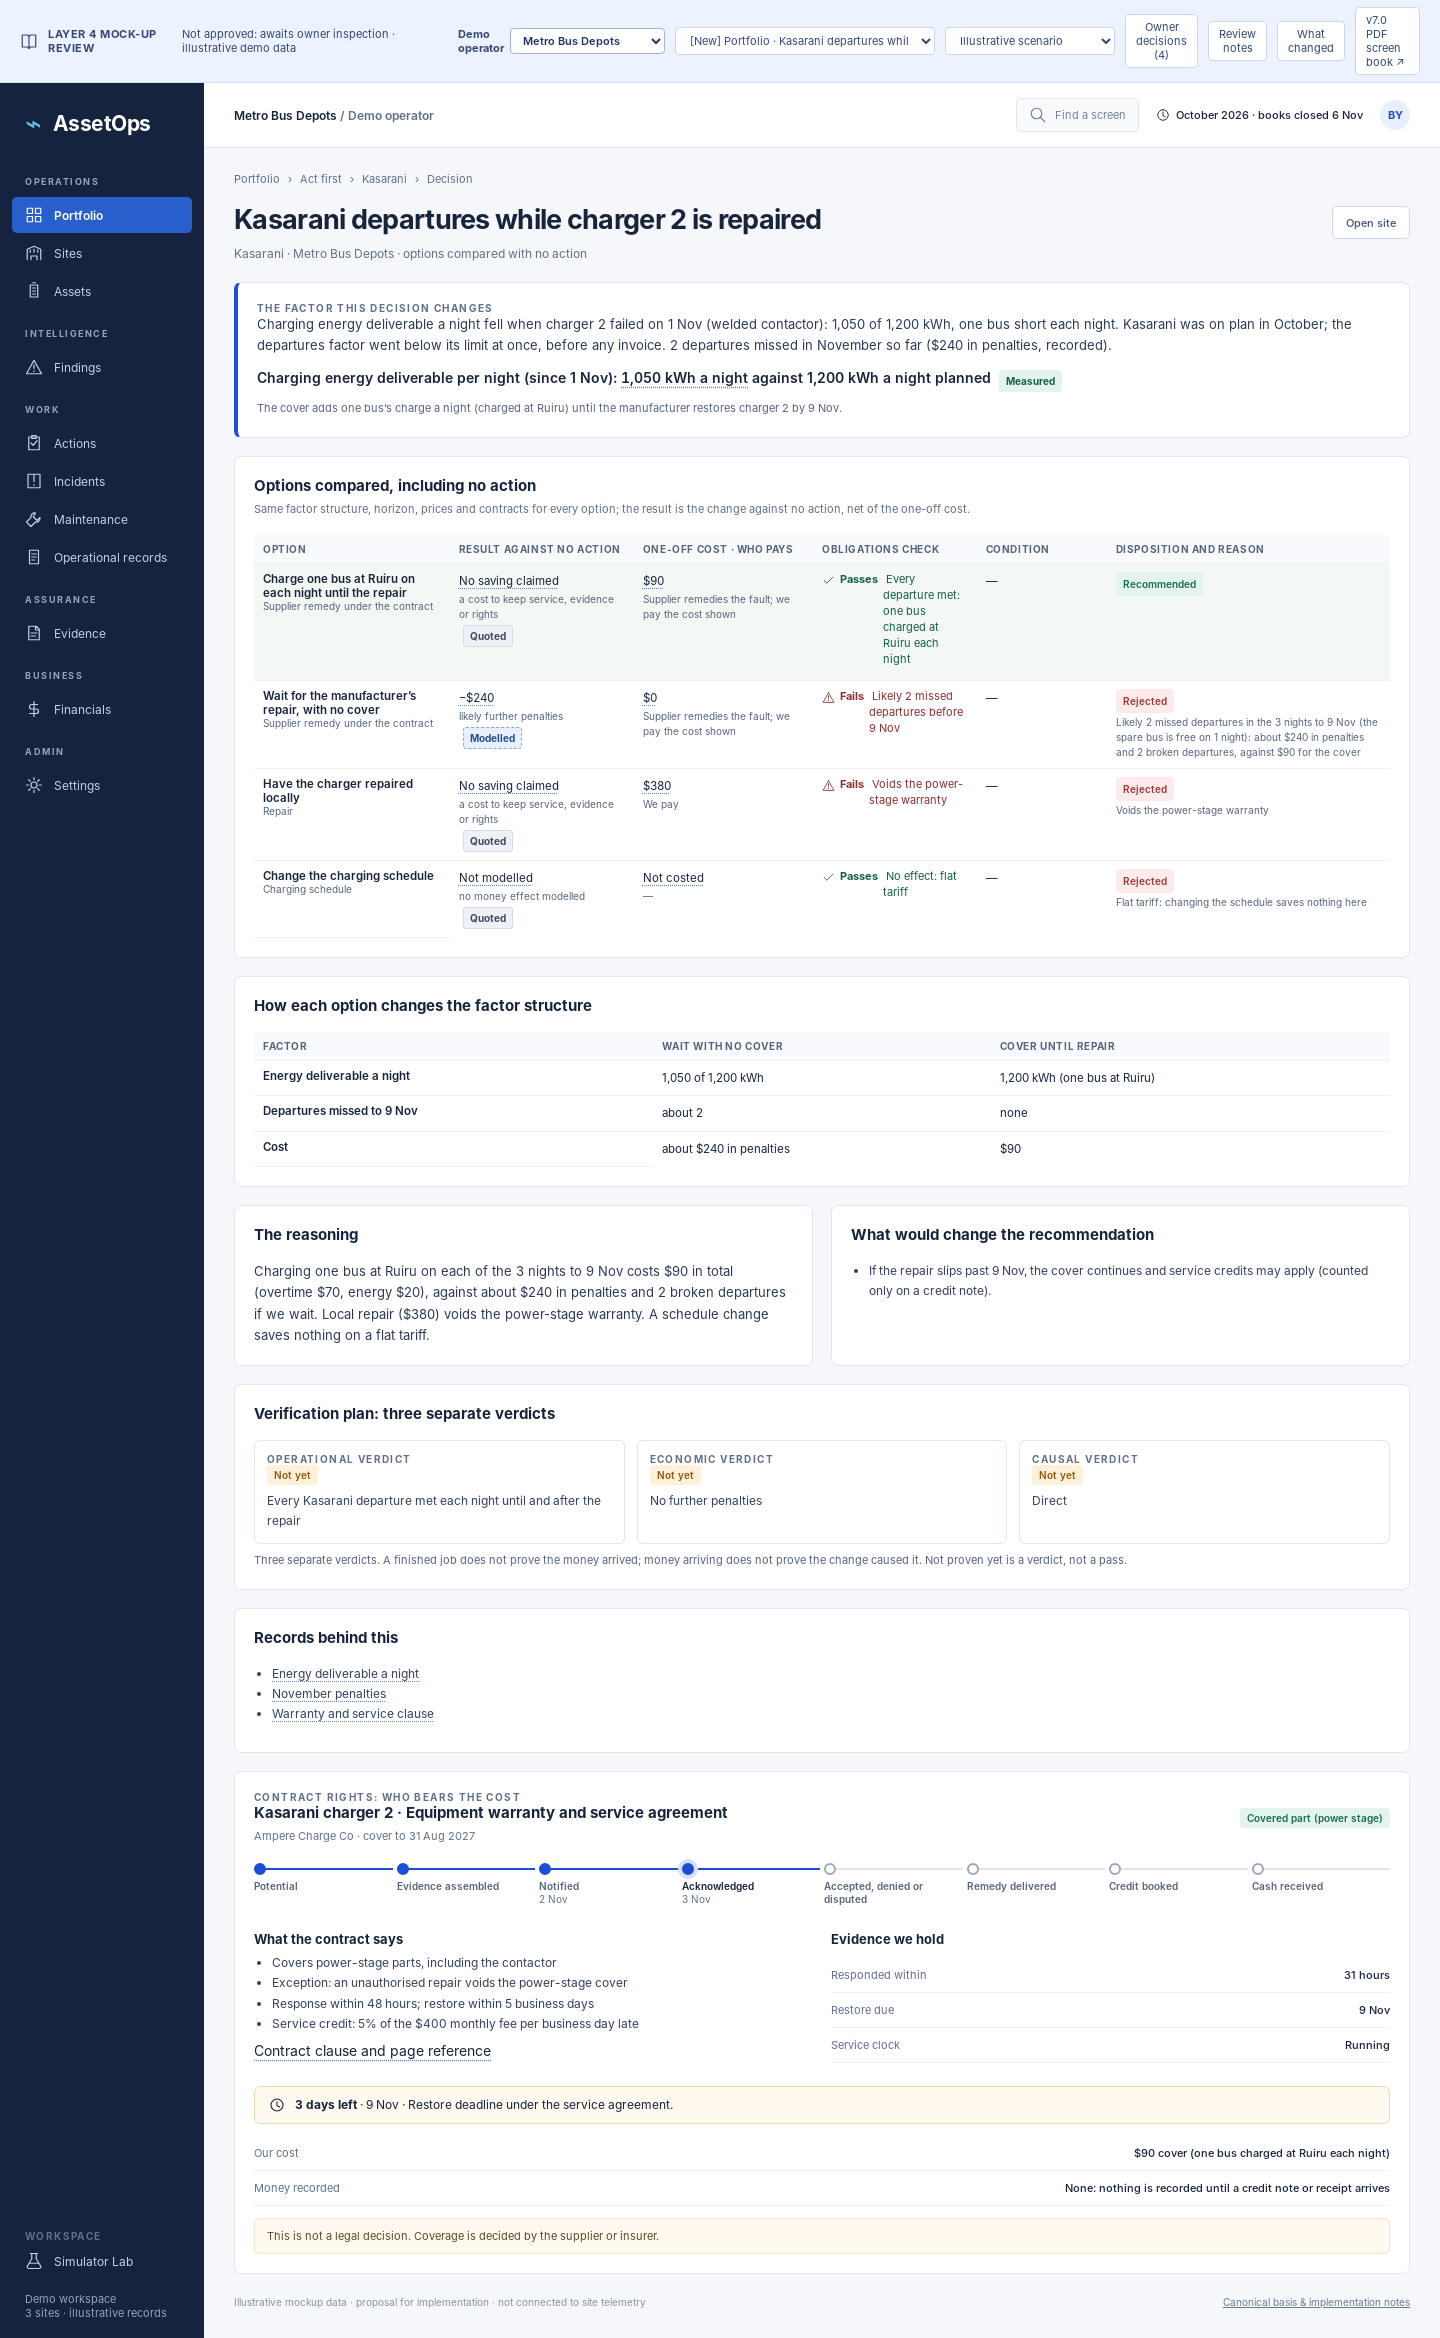 LAYER 4 MOCK-UP REVIEW
Not approved: awaits owner inspection · illustrative demo data
Demo operator
Metro Bus Depots
[New] Portfolio · Kasarani departures whil
Illustrative scenario
Owner decisions (4)
Review notes
What changed
v7.0 PDF screen book ↗
AssetOps
Metro Bus Depots / Demo operator
Find a screen
October 2026 · books closed 6 Nov
BY
OPERATIONS
Portfolio
Sites
Assets
INTELLIGENCE
Findings
WORK
Actions
Incidents
Maintenance
Operational records
ASSURANCE
Evidence
BUSINESS
Financials
ADMIN
Settings
WORKSPACE
Simulator Lab
Demo workspace
3 sites · illustrative records
Portfolio › Act first › Kasarani › Decision
Kasarani departures while charger 2 is repaired
Open site
Kasarani · Metro Bus Depots · options compared with no action
THE FACTOR THIS DECISION CHANGES
Charging energy deliverable a night fell when charger 2 failed on 1 Nov (welded contactor): 1,050 of 1,200 kWh, one bus short each night. Kasarani was on plan in October; the
departures factor went below its limit at once, before any invoice. 2 departures missed in November so far ($240 in penalties, recorded).
Charging energy deliverable per night (since 1 Nov): 1,050 kWh a night against 1,200 kWh a night planned Measured
The cover adds one bus's charge a night (charged at Ruiru) until the manufacturer restores charger 2 by 9 Nov.
Options compared, including no action
Same factor structure, horizon, prices and contracts for every option; the result is the change against no action, net of the one-off cost.
OPTION RESULT AGAINST NO ACTION ONE-OFF COST · WHO PAYS OBLIGATIONS CHECK CONDITION DISPOSITION AND REASON
Charge one bus at Ruiru on each night until the repair
Supplier remedy under the contract
No saving claimed
a cost to keep service, evidence or rights
Quoted
$90
Supplier remedies the fault; we pay the cost shown
Passes Every departure met: one bus charged at Ruiru each night
—
Recommended
Wait for the manufacturer's repair, with no cover
Supplier remedy under the contract
−$240
likely further penalties
Modelled
$0
Supplier remedies the fault; we pay the cost shown
Fails Likely 2 missed departures before 9 Nov
—
Rejected
Likely 2 missed departures in the 3 nights to 9 Nov (the spare bus is free on 1 night): about $240 in penalties and 2 broken departures, against $90 for the cover
Have the charger repaired locally
Repair
No saving claimed
a cost to keep service, evidence or rights
Quoted
$380
We pay
Fails Voids the power-stage warranty
—
Rejected
Voids the power-stage warranty
Change the charging schedule
Charging schedule
Not modelled
no money effect modelled
Quoted
Not costed
—
Passes No effect: flat tariff
—
Rejected
Flat tariff: changing the schedule saves nothing here
How each option changes the factor structure
FACTOR WAIT WITH NO COVER COVER UNTIL REPAIR
Energy deliverable a night 1,050 of 1,200 kWh 1,200 kWh (one bus at Ruiru)
Departures missed to 9 Nov about 2 none
Cost about $240 in penalties $90
The reasoning
Charging one bus at Ruiru on each of the 3 nights to 9 Nov costs $90 in total
(overtime $70, energy $20), against about $240 in penalties and 2 broken departures
if we wait. Local repair ($380) voids the power-stage warranty. A schedule change
saves nothing on a flat tariff.
What would change the recommendation
• If the repair slips past 9 Nov, the cover continues and service credits may apply (counted
only on a credit note).
Verification plan: three separate verdicts
OPERATIONAL VERDICT
Not yet
Every Kasarani departure met each night until and after the
repair
ECONOMIC VERDICT
Not yet
No further penalties
CAUSAL VERDICT
Not yet
Direct
Three separate verdicts. A finished job does not prove the money arrived; money arriving does not prove the change caused it. Not proven yet is a verdict, not a pass.
Records behind this
• Energy deliverable a night
• November penalties
• Warranty and service clause
CONTRACT RIGHTS: WHO BEARS THE COST
Kasarani charger 2 · Equipment warranty and service agreement
Covered part (power stage)
Ampere Charge Co · cover to 31 Aug 2027
Potential
Evidence assembled
Notified
2 Nov
Acknowledged
3 Nov
Accepted, denied or disputed
Remedy delivered
Credit booked
Cash received
What the contract says
• Covers power-stage parts, including the contactor
• Exception: an unauthorised repair voids the power-stage cover
• Response within 48 hours; restore within 5 business days
• Service credit: 5% of the $400 monthly fee per business day late
Contract clause and page reference
Evidence we hold
Responded within 31 hours
Restore due 9 Nov
Service clock Running
3 days left · 9 Nov · Restore deadline under the service agreement.
Our cost $90 cover (one bus charged at Ruiru each night)
Money recorded None: nothing is recorded until a credit note or receipt arrives
This is not a legal decision. Coverage is decided by the supplier or insurer.
Illustrative mockup data · proposal for implementation · not connected to site telemetry
Canonical basis & implementation notes